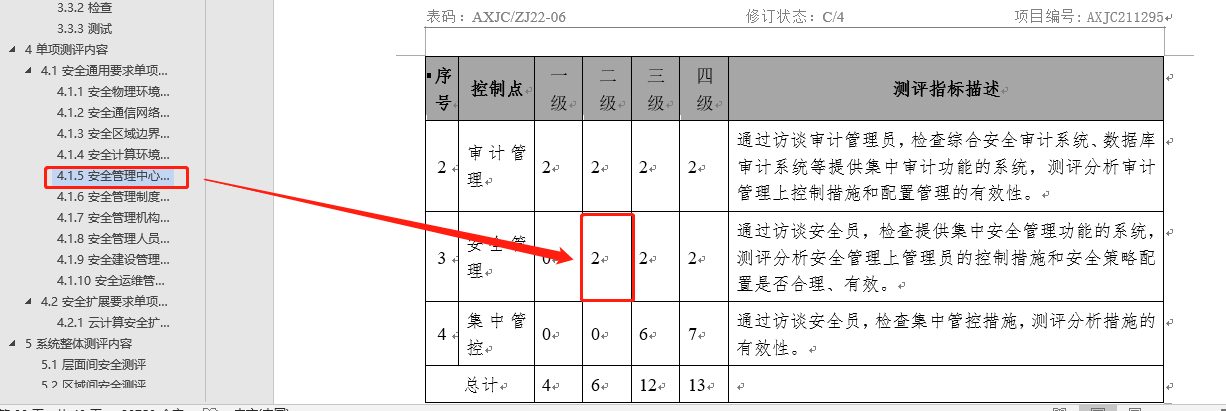 3.3.2 检查
3.3.3 测试
4 单项测评内容
4.1 安全通用要求单项...
4.1.1 安全物理环境...
4.1.2 安全通信网络...
4.1.3 安全区域边界...
4.1.4 安全计算环境...
4.1.5 安全管理中心...
4.1.6 安全管理制度...
4.1.7 安全管理机构...
4.1.8 安全管理人员...
4.1.9 安全建设管理...
4.1.10 安全运维管...
4.2 安全扩展要求单项...
4.2.1 云计算安全扩...
5 系统整体测评内容
5.1 层面间安全测评
5.2 区域间安全测评
表码：AXJC/ZJ22-06 修订状态：C/4 项目编号：AXJC211295
序号 控制点 一级 二级 三级 四级 测评指标描述
2 审计管理 2 2 2 2 通过访谈审计管理员，检查综合安全审计系统、数据库
审计系统等提供集中审计功能的系统，测评分析审计
管理上控制措施和配置管理的有效性。
3 安全管理 0 2 2 2 通过访谈安全员，检查提供集中安全管理功能的系统，
测评分析安全管理上管理员的控制措施和安全策略配
置是否合理、有效。
4 集中管控 0 0 6 7 通过访谈安全员，检查集中管控措施，测评分析措施的
有效性。
总计 4 6 12 13